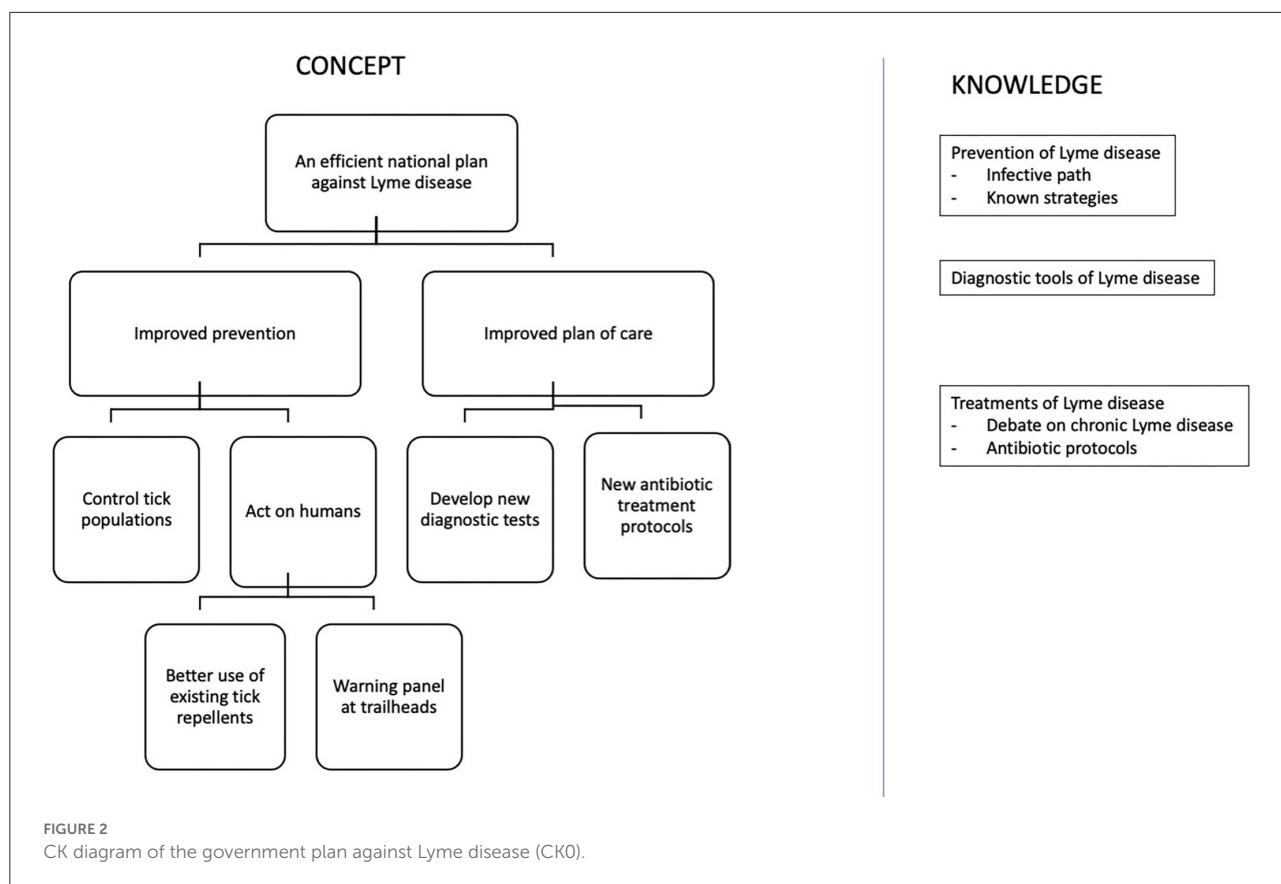 CONCEPT
An efficient national plan
against Lyme disease
Improved prevention
Improved plan of care
Control tick
populations
Act on humans
Develop new
diagnostic tests
New antibiotic
treatment
protocols
Better use of
existing tick
repellents
Warning panel
at trailheads
KNOWLEDGE
Prevention of Lyme disease
- Infective path
- Known strategies
Diagnostic tools of Lyme disease
Treatments of Lyme disease
- Debate on chronic Lyme disease
- Antibiotic protocols
FIGURE 2
CK diagram of the government plan against Lyme disease (CK0).